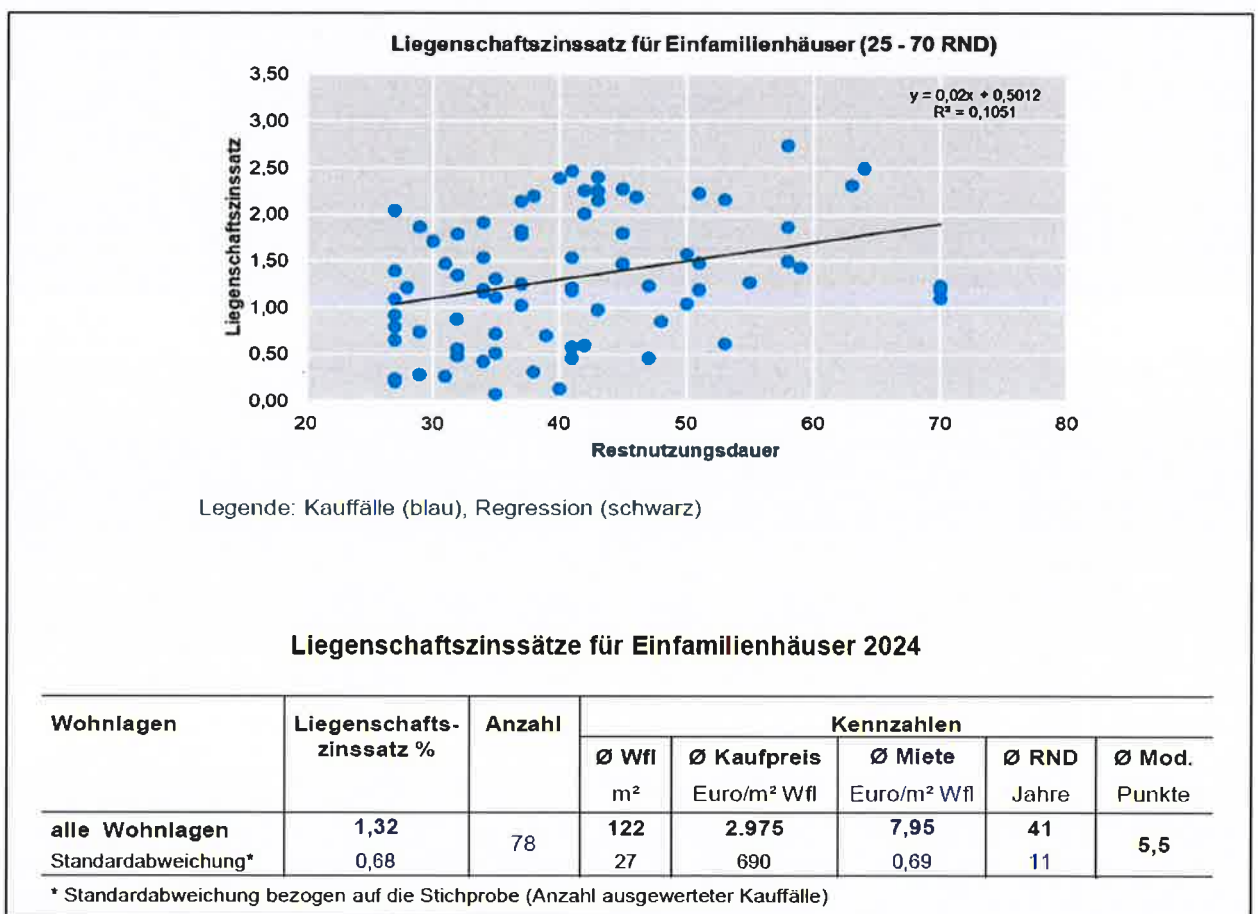 Liegenschaftszinssatz für Einfamilienhäuser (25 - 70 RND)
y = 0,02x + 0,5012
R² = 0,1051
Liegenschaftszinssatz
3,50
3,00
2,50
2,00
1,50
1,00
0,50
0,00
20 30 40 50 60 70 80
Restnutzungsdauer
Legende: Kauffälle (blau), Regression (schwarz)
Liegenschaftszinssätze für Einfamilienhäuser 2024
Wohnlagen Liegenschafts- Anzahl Kennzahlen
zinssatz %
Ø Wfl Ø Kaufpreis Ø Miete Ø RND Ø Mod.
m² Euro/m² Wfl Euro/m² Wfl Jahre Punkte
alle Wohnlagen 1,32 78 122 2.975 7,95 41 5,5
Standardabweichung* 0,68 27 690 0,69 11
* Standardabweichung bezogen auf die Stichprobe (Anzahl ausgewerteter Kauffälle)